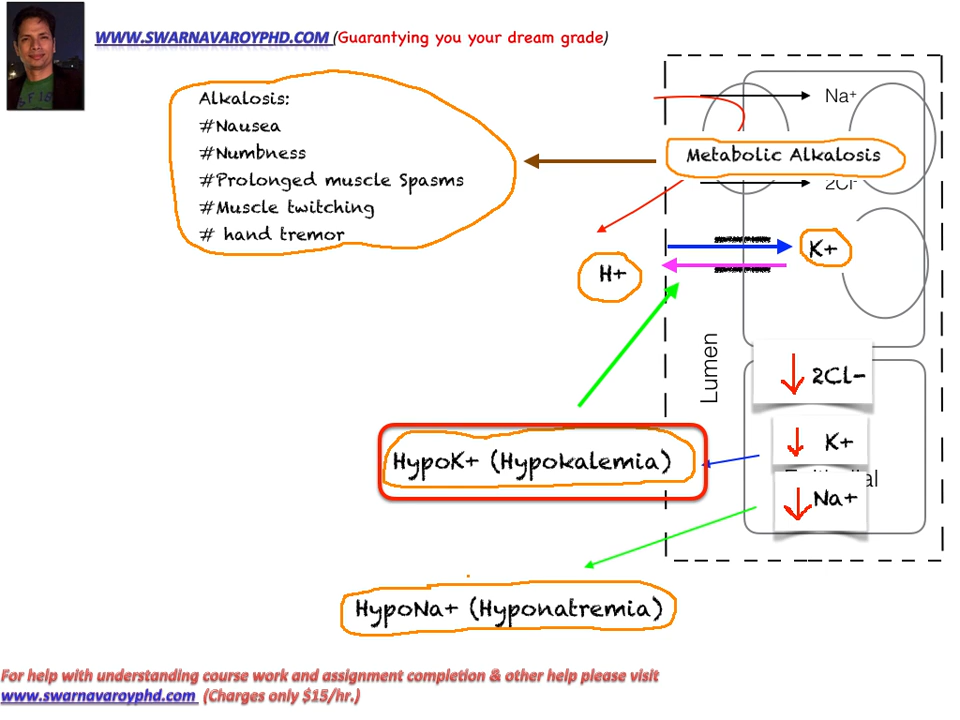 WWW.SWARNAVAROYPHD.COM (Guarantying you your dream grade)
Alkalosis:
#Nausea
#Numbness
#Prolonged muscle Spasms
#Muscle twitching
# hand tremor
Na+
Metabolic Alkalosis
2Cl-
K+
H+
Lumen
2Cl-
K+
Na+
HypoK+ (Hypokalemia)
HypoNa+ (Hyponatremia)
For help with understanding course work and assignment completion & other help please visit
www.swarnavaroyphd.com (Charges only $15/hr.)